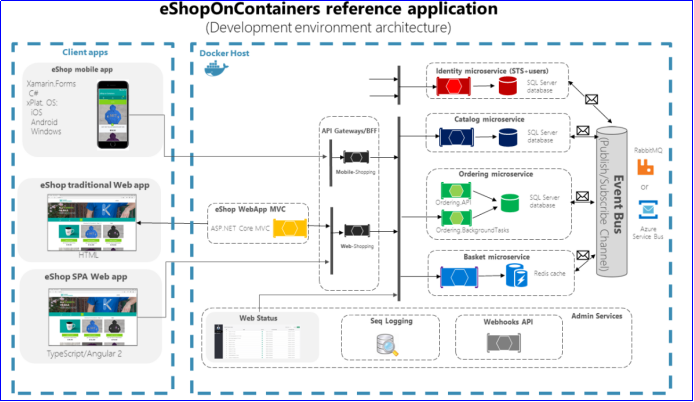 eShopOnContainers reference application
(Development environment architecture)
Client apps
eShop mobile app
Xamarin.Forms
C#
xPlat. OS:
iOS
Android
Windows
eShop traditional Web app
HTML
eShop SPA Web app
TypeScript/Angular 2
Docker Host
API Gateways/BFF
Mobile-Shopping
eShop WebApp MVC
ASP.NET Core MVC
Web-Shopping
Identity microservice (STS+users)
SQL Server
database
Catalog microservice
SQL Server
database
Ordering microservice
Ordering.API
SQL Server
database
Ordering.BackgroundTasks
Basket microservice
Redis cache
Event Bus
(Publish/Subscribe Channel)
RabbitMQ
or
Azure
Service Bus
Admin Services
Web Status
Seq Logging
Webhooks API